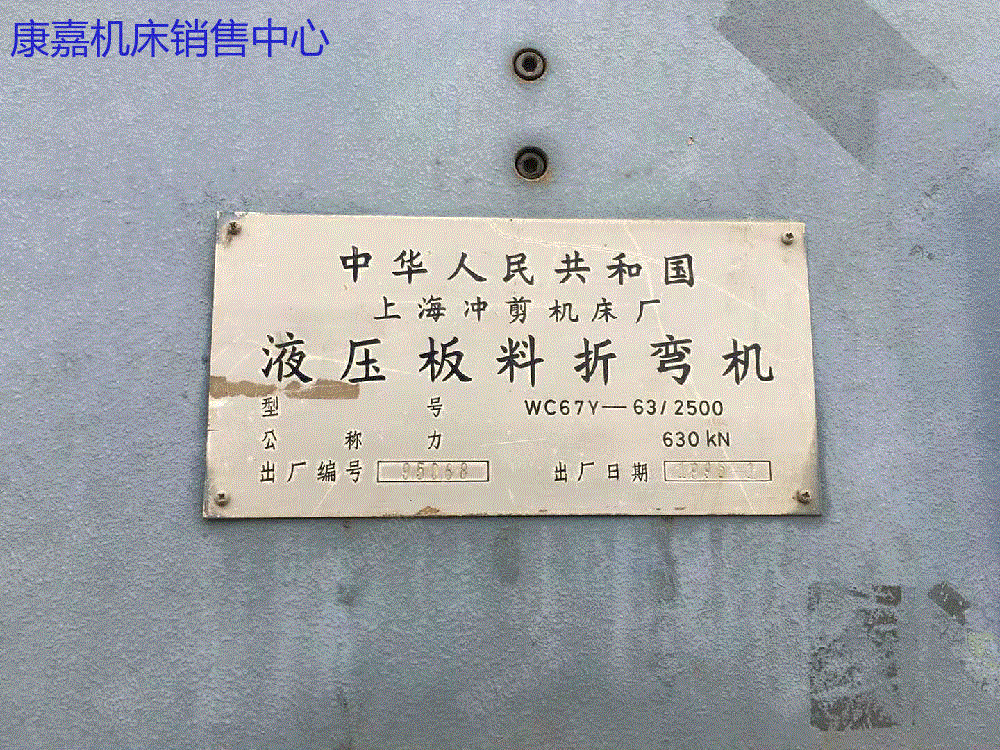 康嘉机床销售中心
中华人民共和国
上海冲剪机床厂
液压板料折弯机
型号 WC67Y—63/2500
公称力 630kN
出厂编号 出厂日期